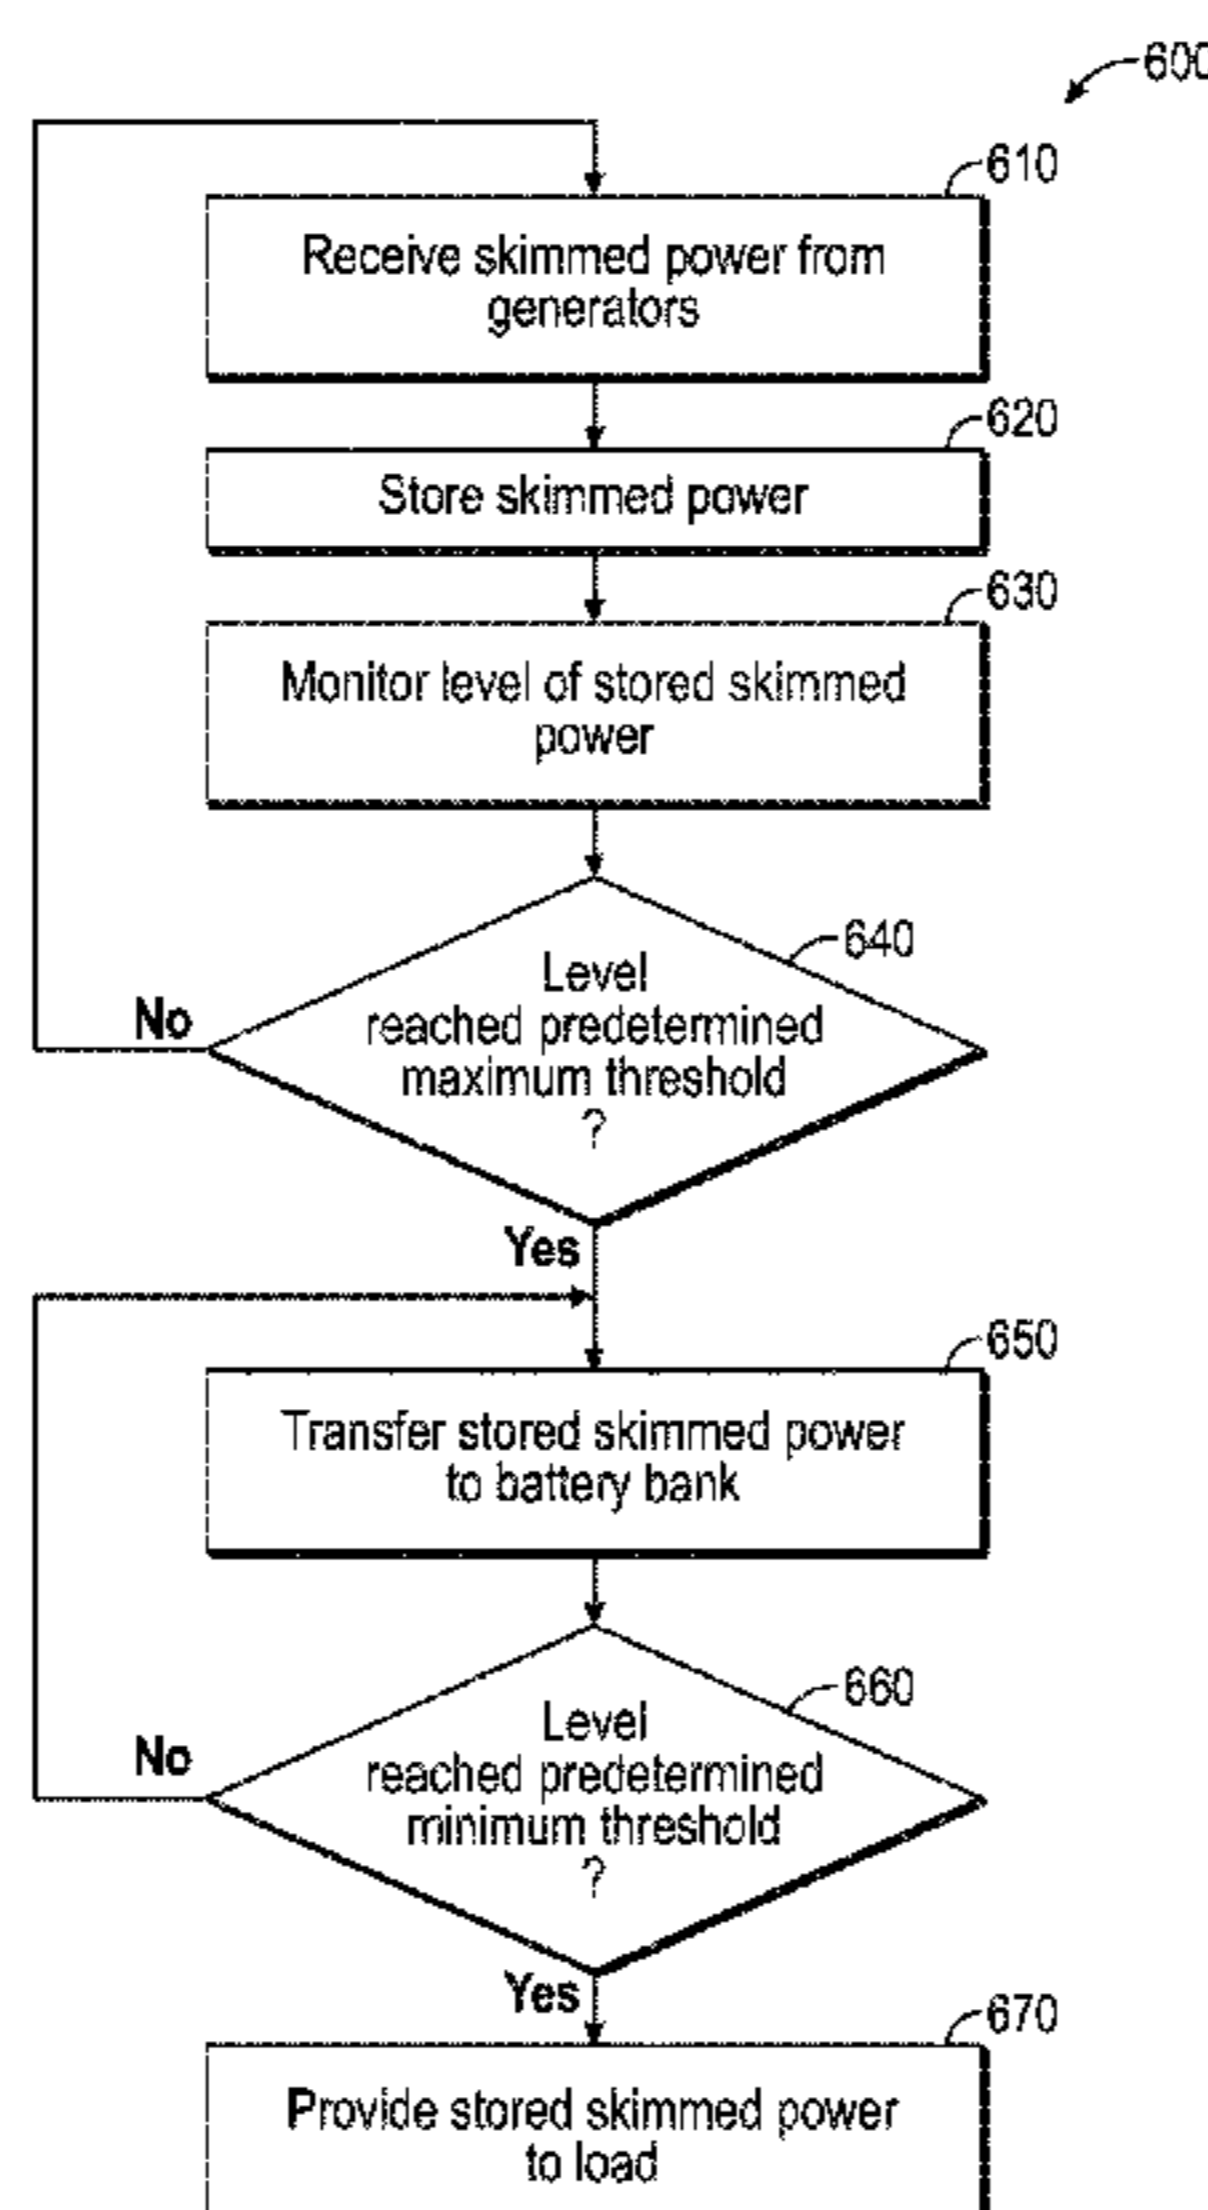 600
610
Receive skimmed power from
generators
620
Store skimmed power
630
Monitor level of stored skimmed
power
640
Level
reached predetermined
maximum threshold
?
No
Yes
650
Transfer stored skimmed power
to battery bank
660
Level
reached predetermined
minimum threshold
?
No
Yes
670
Provide stored skimmed power
to load